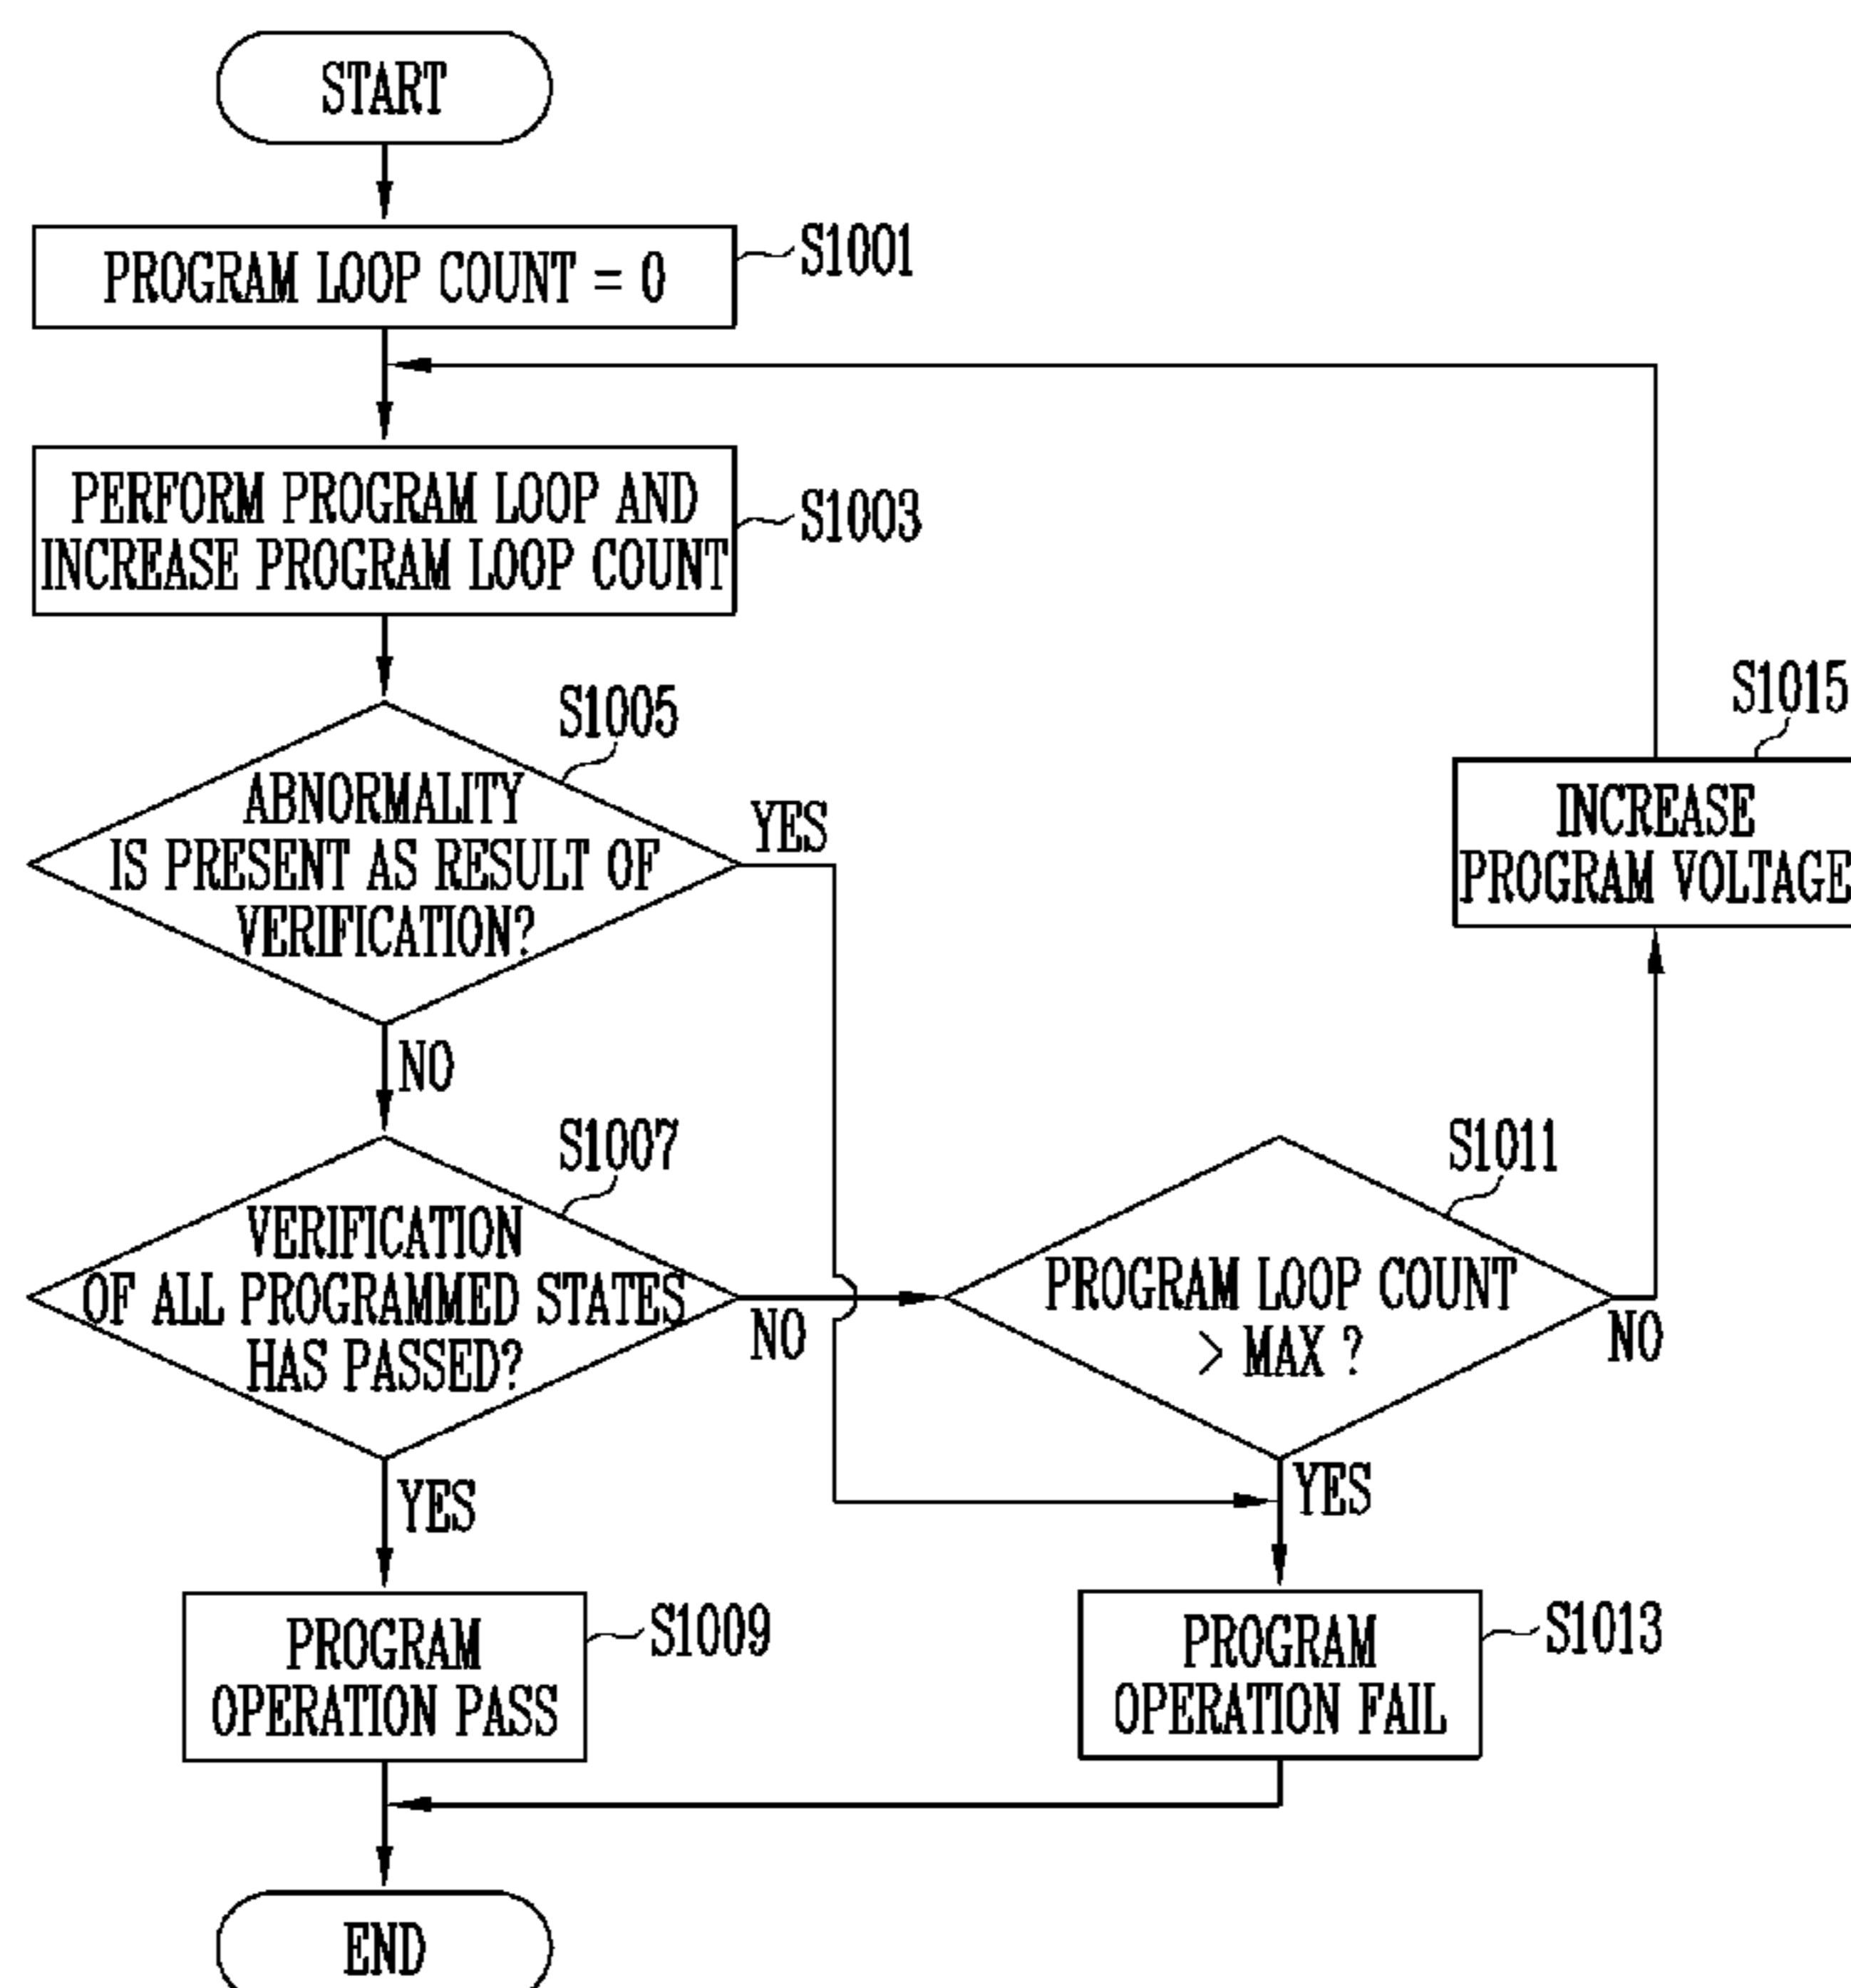 START
PROGRAM LOOP COUNT = 0
S1001
PERFORM PROGRAM LOOP AND
INCREASE PROGRAM LOOP COUNT
S1003
S1005
ABNORMALITY
IS PRESENT AS RESULT OF
VERIFICATION?
YES
NO
S1015
INCREASE
PROGRAM VOLTAGE
S1007
VERIFICATION
OF ALL PROGRAMMED STATES
HAS PASSED?
NO
YES
S1011
PROGRAM LOOP COUNT
> MAX ?
NO
YES
PROGRAM
OPERATION PASS
S1009
PROGRAM
OPERATION FAIL
S1013
END